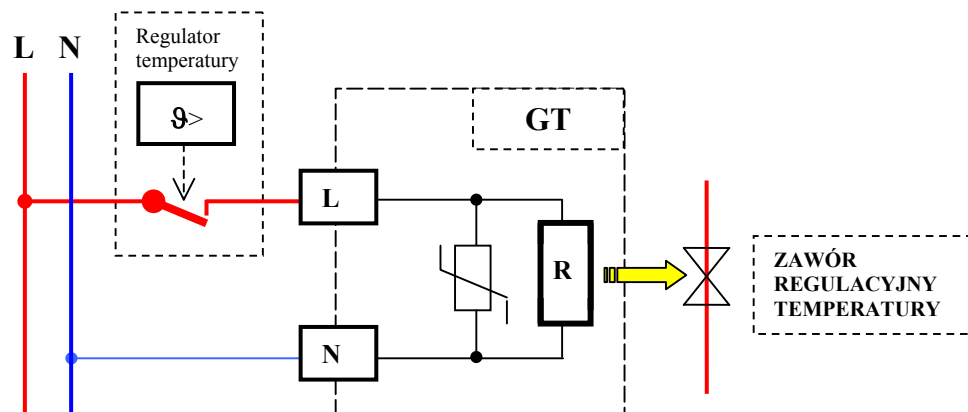 L N
Regulator
temperatury
ϑ>
GT
L
R
N
ZAWÓR
REGULACYJNY
TEMPERATURY